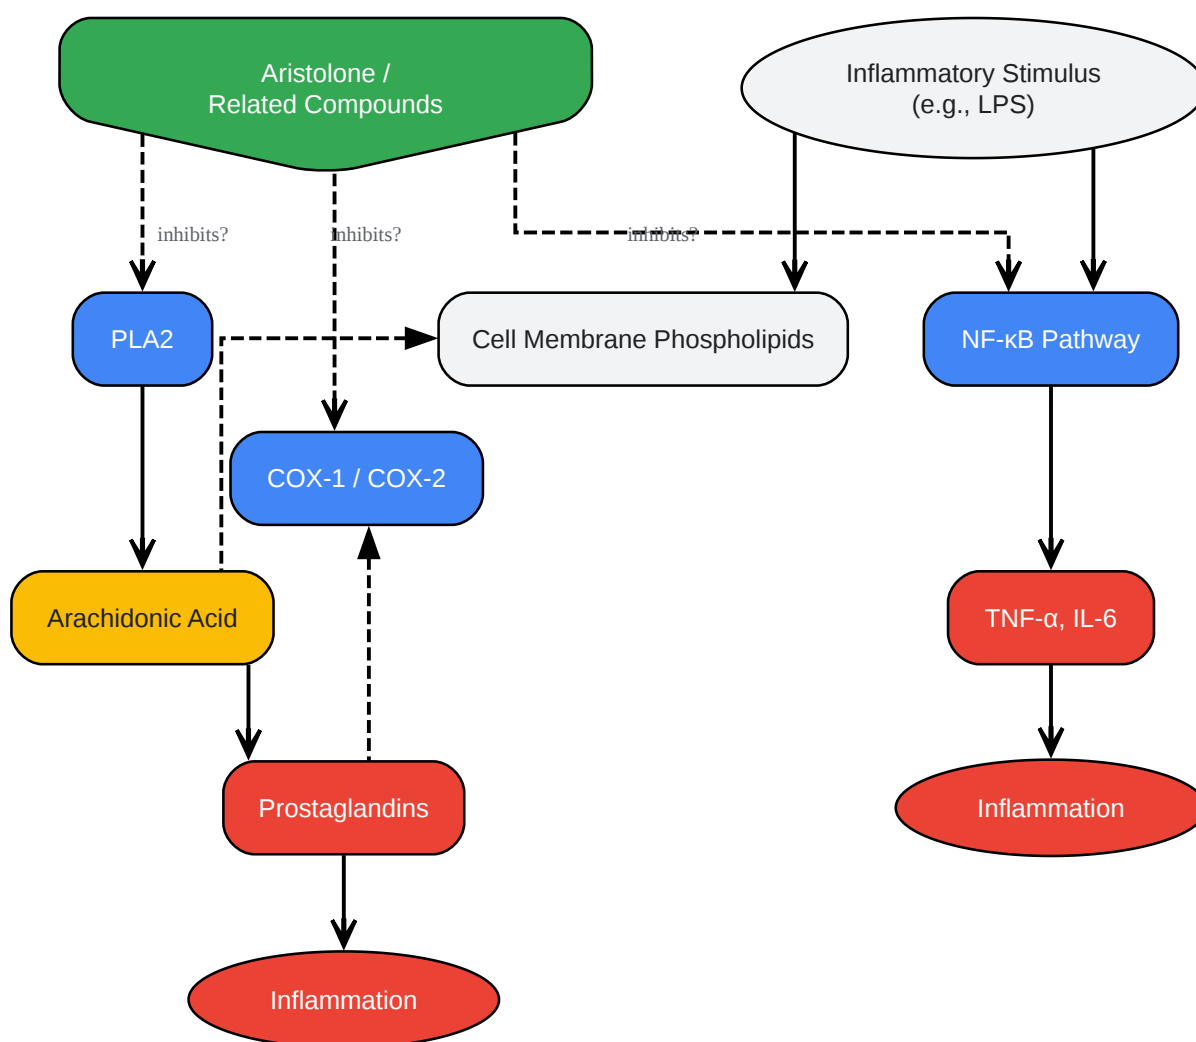 Aristolone /
Related Compounds
Inflammatory Stimulus
(e.g., LPS)
inhibits?
inhibits?
inhibits?
PLA2
Cell Membrane Phospholipids
NF-κB Pathway
COX-1 / COX-2
Arachidonic Acid
TNF-α, IL-6
Prostaglandins
Inflammation
Inflammation